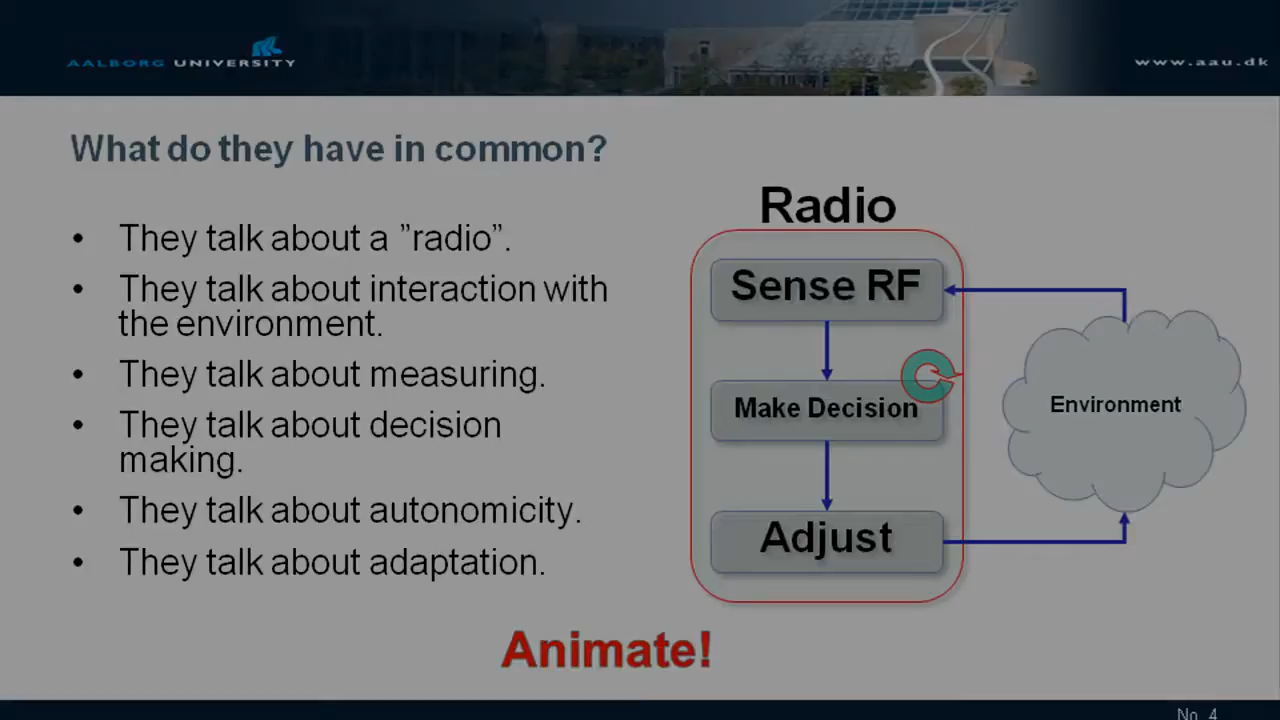 AALBORG UNIVERSITY
www.aau.dk
What do they have in common?
• They talk about a ”radio”.
• They talk about interaction with
the environment.
• They talk about measuring.
• They talk about decision
making.
• They talk about autonomicity.
• They talk about adaptation.
Radio
Sense RF
Make Decision
Adjust
Environment
Animate!
No. 4